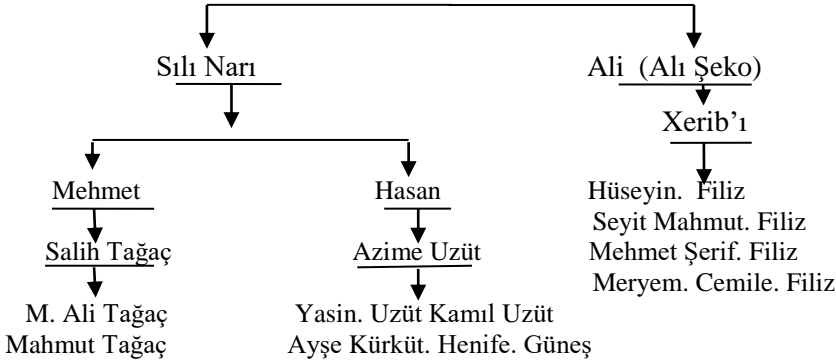 Sılı Narı
Ali (Alı Şeko)
Xerib’ı
Mehmet
Hasan
Hüseyin. Filiz
Seyit Mahmut. Filiz
Salih Tağaç
Azime Uzüt
Mehmet Şerif. Filiz
Meryem. Cemile. Filiz
M. Ali Tağaç
Yasin. Uzüt Kamıl Uzüt
Mahmut Tağaç
Ayşe Kürküt. Henife. Güneş